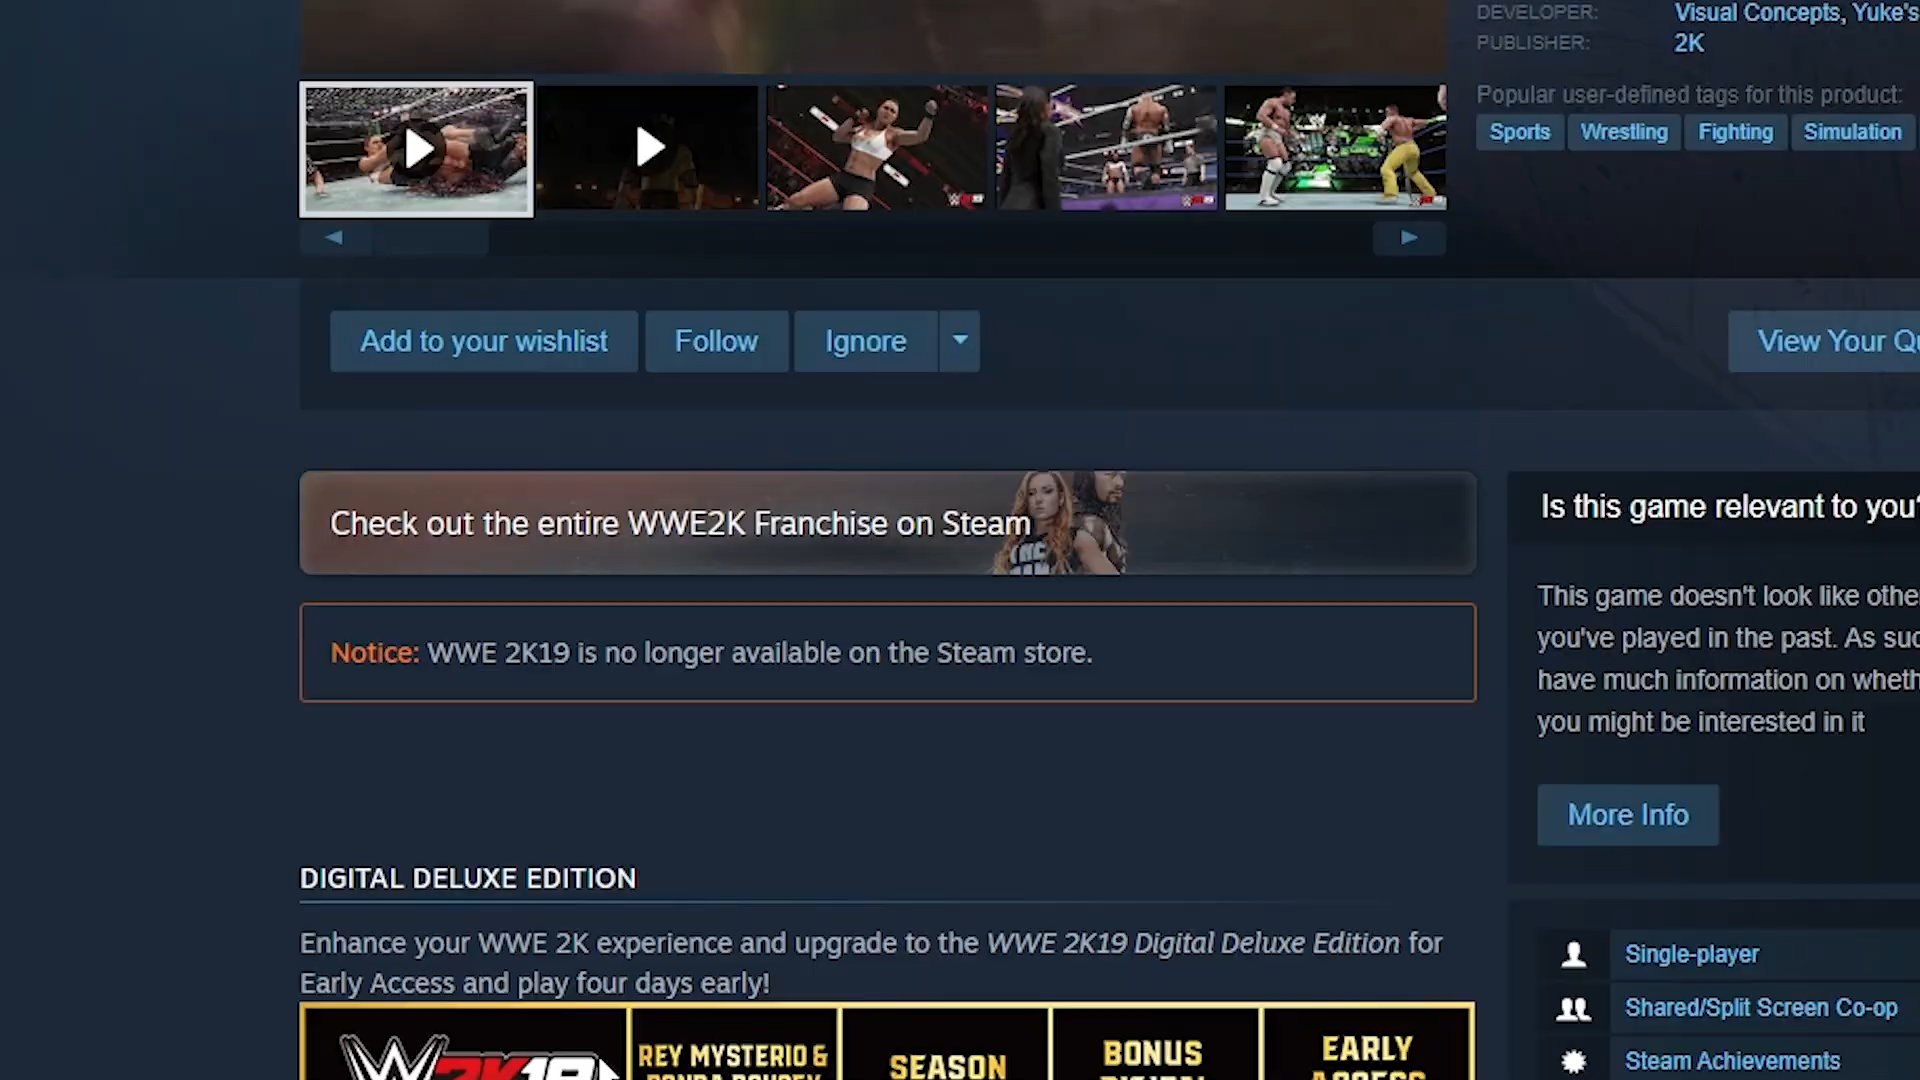 DEVELOPER: Visual Concepts, Yuke's
PUBLISHER: 2K
Popular user-defined tags for this product:
Sports Wrestling Fighting Simulation
Add to your wishlist Follow Ignore View Your
Check out the entire WWE2K Franchise on Steam
Notice: WWE 2K19 is no longer available on the Steam store.
Is this game relevant to you?
This game doesn't look like
you've played in the past. As
have much information on
you might be interested in it
More Info
DIGITAL DELUXE EDITION
Enhance your WWE 2K experience and upgrade to the WWE 2K19 Digital Deluxe Edition for
Early Access and play four days early!
W 2K19
REY MYSTERIO &
SEASON
BONUS
EARLY
Single-player
Shared/Split Screen Co-op
Steam Achievements